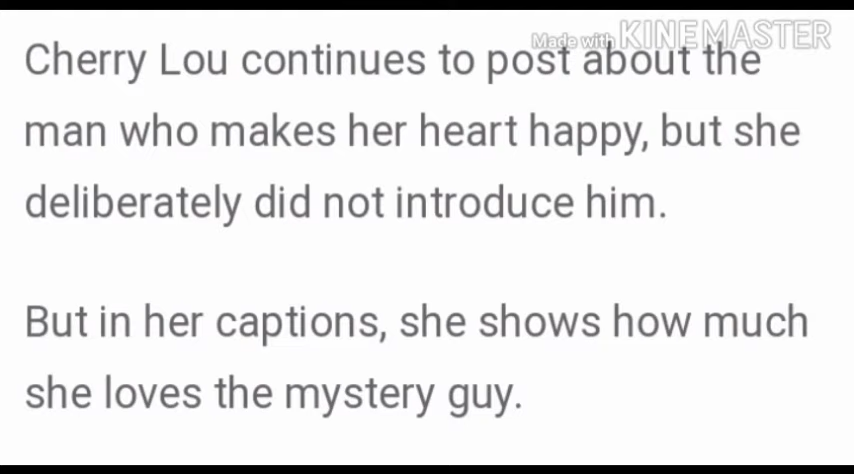 Made with KINEMASTER
Cherry Lou continues to post about the
man who makes her heart happy, but she
deliberately did not introduce him.
But in her captions, she shows how much
she loves the mystery guy.